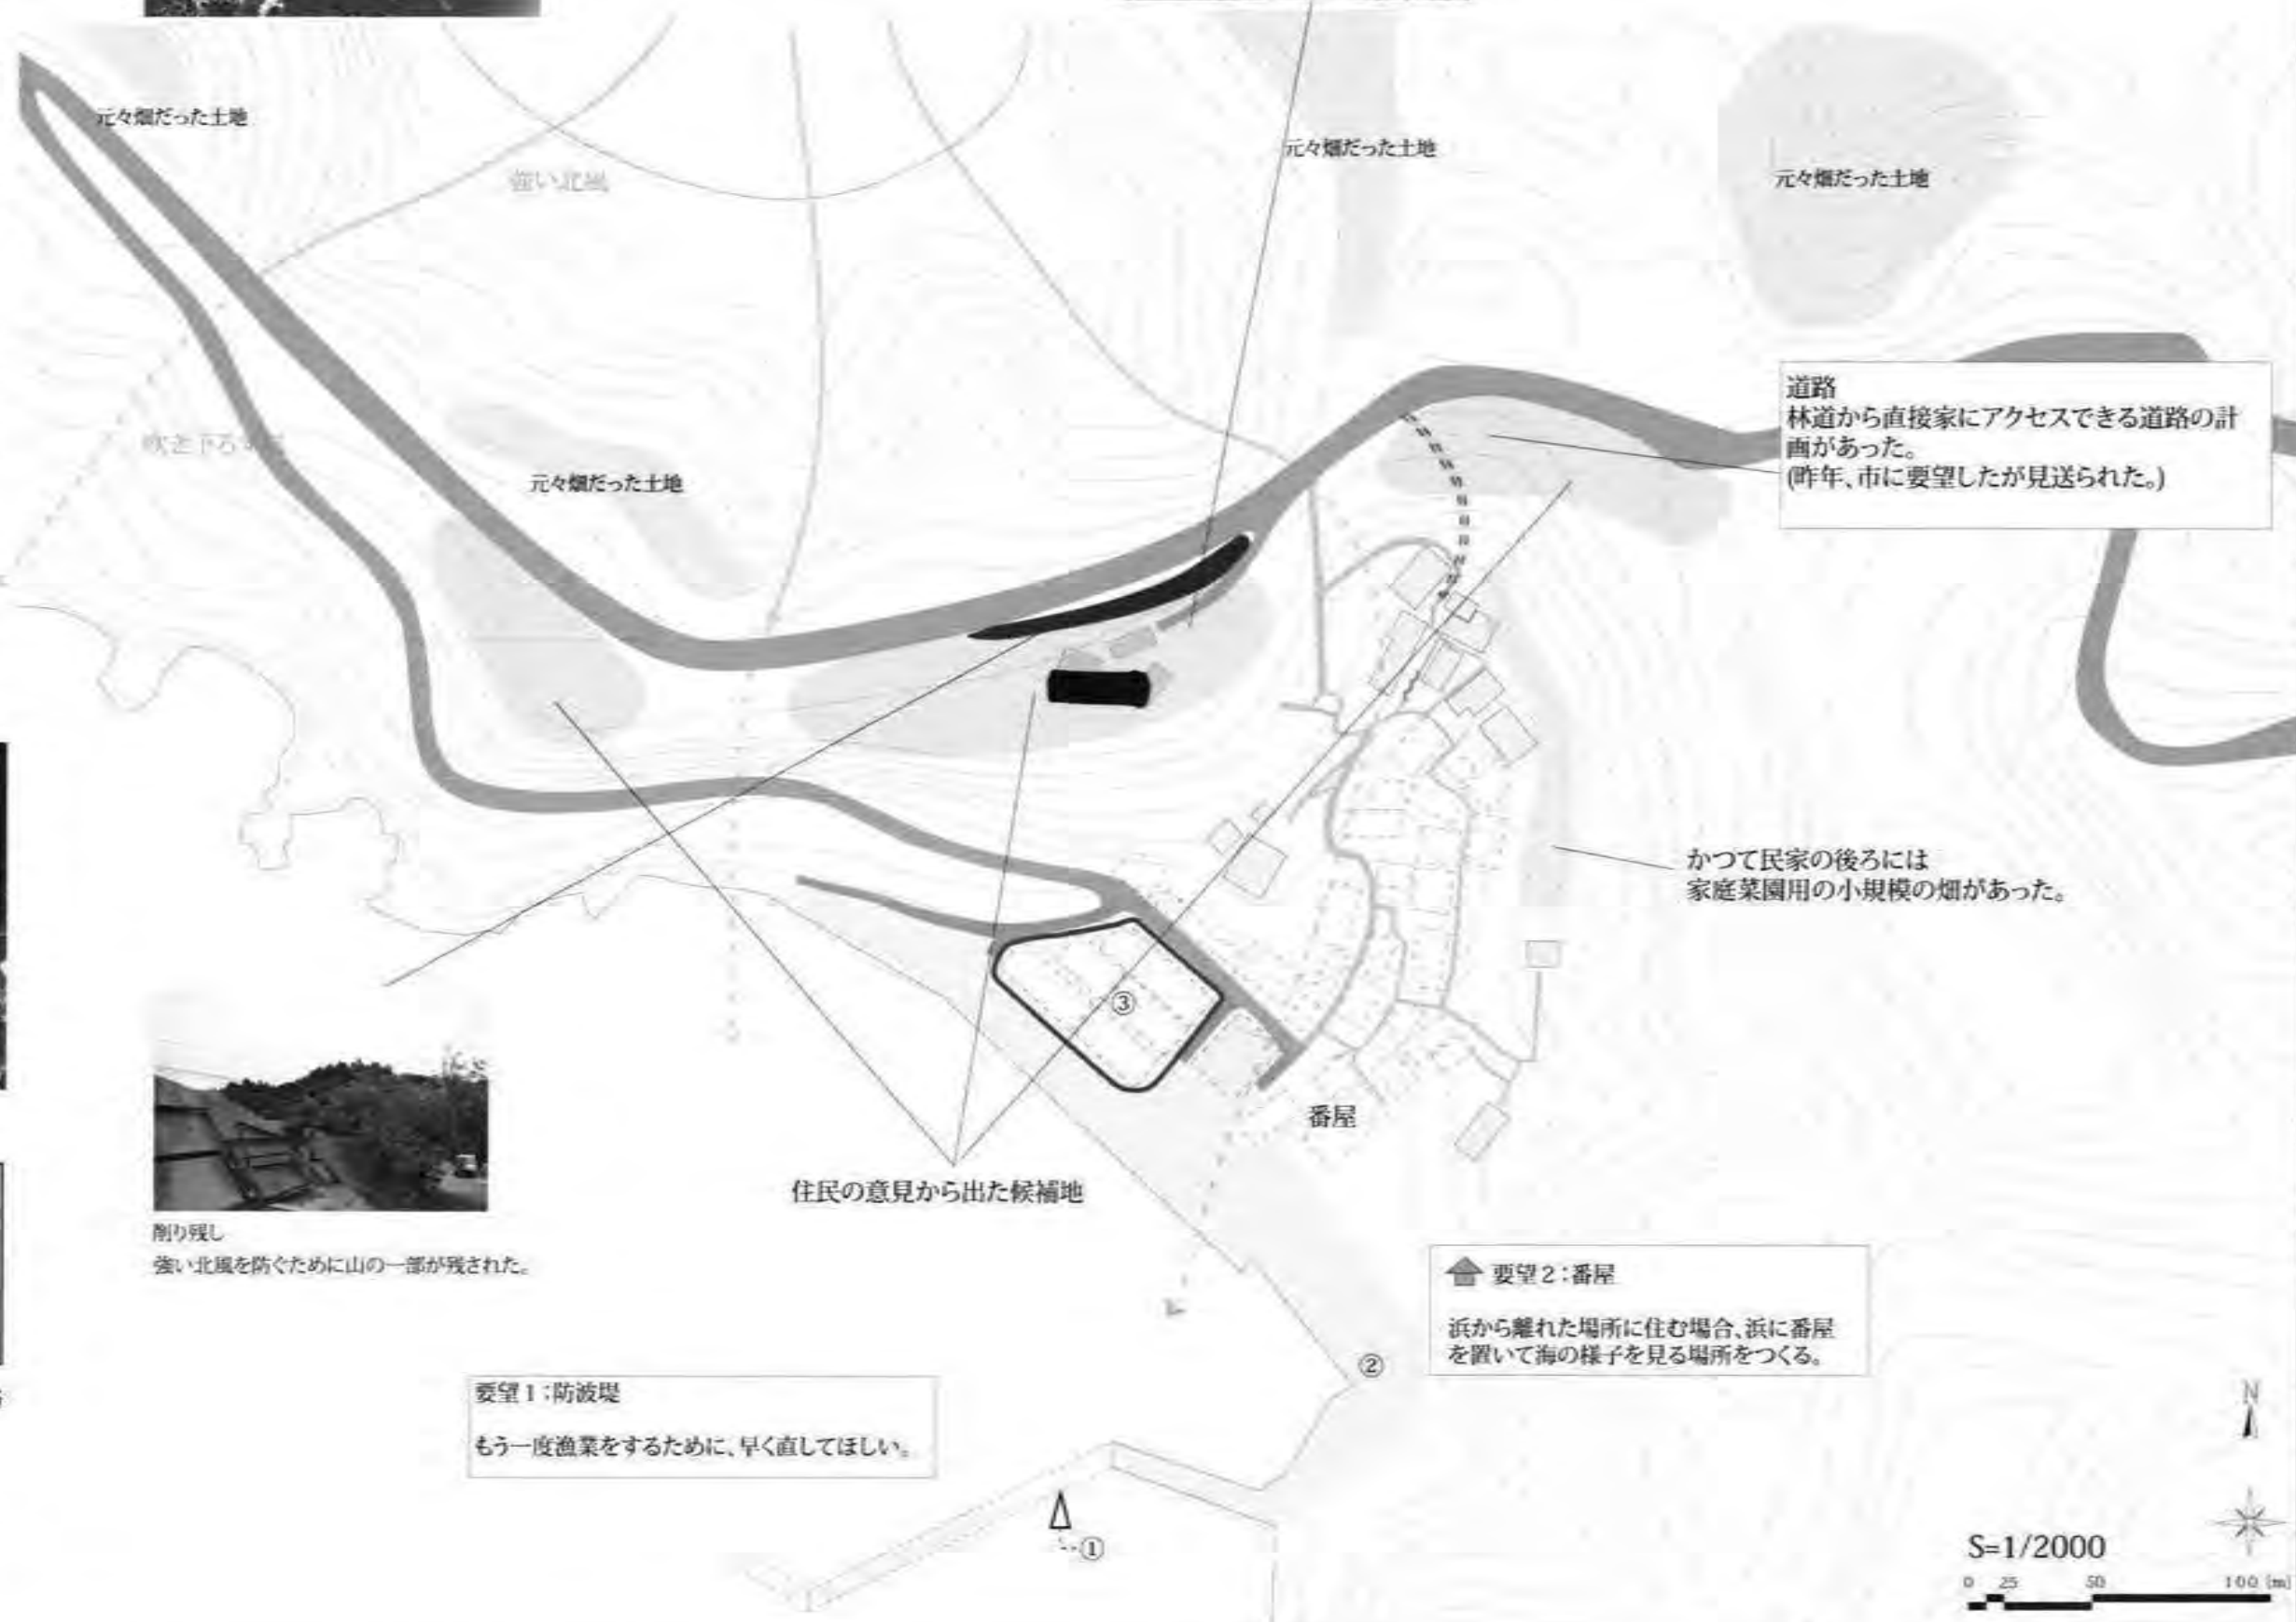 元々畑だった土地
元々畑だった土地
元々畑だった土地
強い北風
道路
林道から直接家にアクセスできる道路の計
画があった。
(昨年、市に要望したが見送られた。)
元々畑だった土地
かつて民家の後ろには
家庭菜園用の小規模の畑があった。
③
番屋
住民の意見から出た候補地
削り残し
強い北風を防ぐために山の一部が残された。
要望2:番屋
浜から離れた場所に住む場合、浜に番屋
を置いて海の様子を見る場所をつくる。
②
要望1:防波堤
もう一度漁業をするために、早く直してほしい。
①
N
S=1/2000
0 25 50 100 (m)